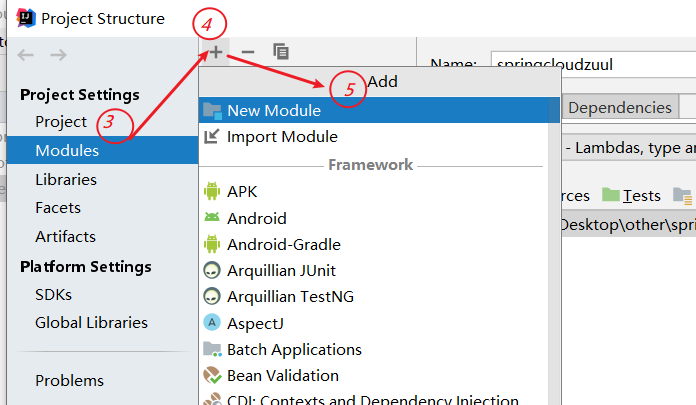 Project Structure
4
Name: springcloudzuul
5
Add
Project Settings
New Module
Dependencies
Project
3
Import Module
Modules
- Lambdas, type an
Framework
Libraries
APK
rces Tests
Facets
Android
Desktop\other\spri
Artifacts
Android-Gradle
Platform Settings
Arquillian JUnit
SDKs
Arquillian TestNG
Global Libraries
AspectJ
Batch Applications
Problems
Bean Validation
CDI: Contexts and Dependency Injection